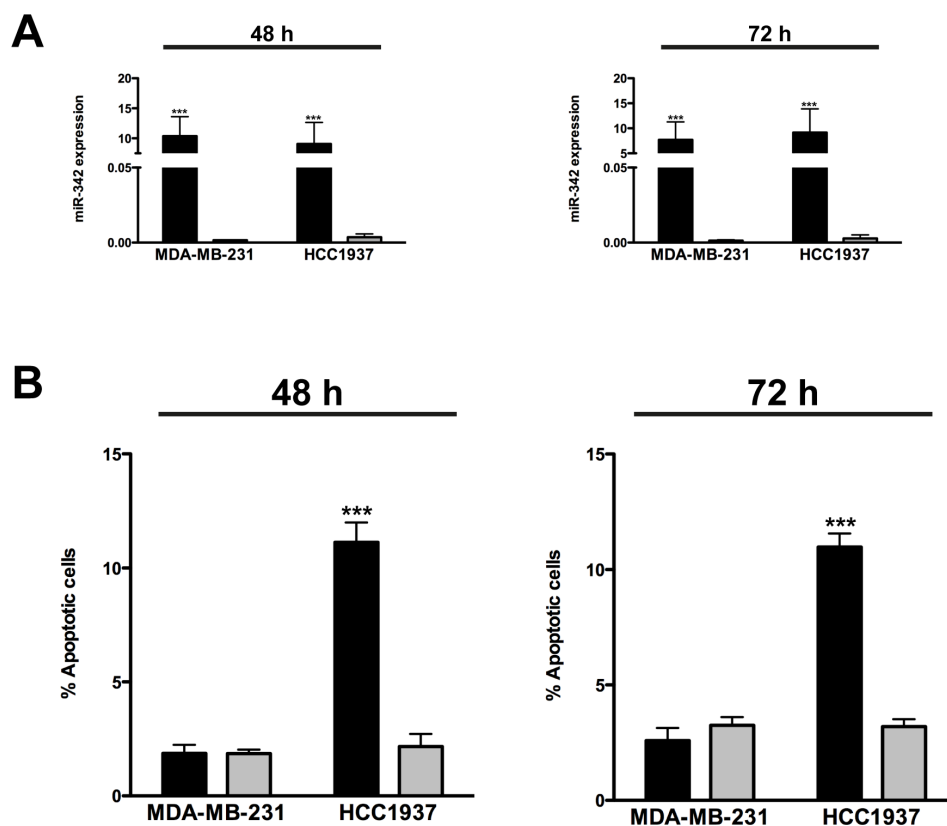 A
48 h
72 h
miR-342 expression
20
15
10
0.05
0.00
***
***
MDA-MB-231
HCC1937
miR-342 expression
20
15
10
5
0.05
0.00
***
***
MDA-MB-231
HCC1937
B
48 h
72 h
% Apoptotic cells
15
10
5
0
***
MDA-MB-231
HCC1937
% Apoptotic cells
15
10
5
0
***
MDA-MB-231
HCC1937